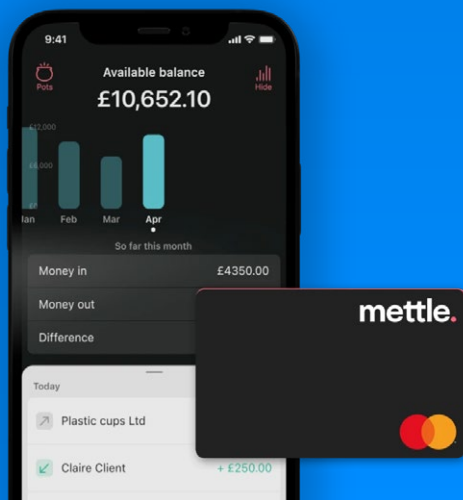 9:41
Available balance
Pots
Hide
£10,652.10
£12,000
£6,000
£0
Jan Feb Mar Apr
So far this month
Money in £4350.00
Money out
Difference
mettle.
Today
Plastic cups Ltd
Claire Client + £250.00